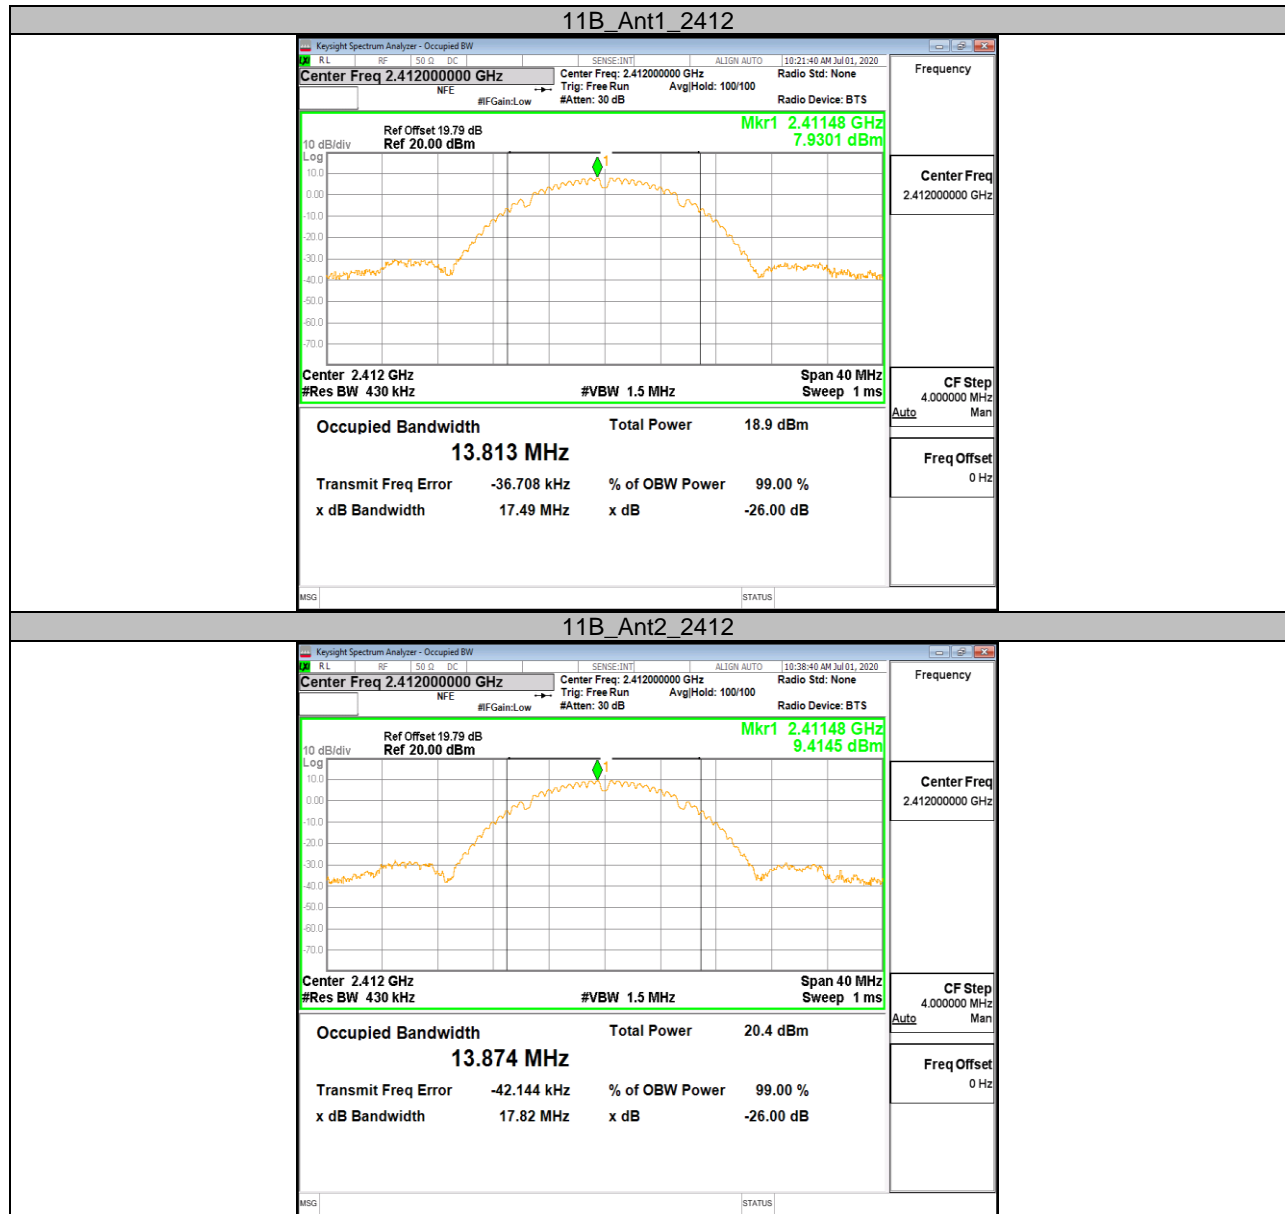 11B_Ant1_2412
Keysight Spectrum Analyzer - Occupied BW
RL RF 50 Ω DC SENSE:INT ALIGN AUTO 10:21:40 AM Jul 01, 2020
Center Freq 2.412000000 GHz Center Freq: 2.412000000 GHz Radio Std: None
NFE Trig: Free Run Avg|Hold: 100/100
#IFGain:Low #Atten: 30 dB Radio Device: BTS
Frequency
Mkr1 2.41148 GHz
7.9301 dBm
Ref Offset 19.79 dB
10 dB/div Ref 20.00 dBm
Log
1
10.0
0.00
-10.0
-20.0
-30.0
-40.0
-50.0
-60.0
-70.0
Center Freq
2.412000000 GHz
Center 2.412 GHz Span 40 MHz
#Res BW 430 kHz #VBW 1.5 MHz Sweep 1 ms
CF Step
4.000000 MHz
Auto Man
Occupied Bandwidth Total Power 18.9 dBm
13.813 MHz
Transmit Freq Error -36.708 kHz % of OBW Power 99.00 %
x dB Bandwidth 17.49 MHz x dB -26.00 dB
Freq Offset
0 Hz
MSG STATUS
11B_Ant2_2412
Keysight Spectrum Analyzer - Occupied BW
RL RF 50 Ω DC SENSE:INT ALIGN AUTO 10:38:40 AM Jul 01, 2020
Center Freq 2.412000000 GHz Center Freq: 2.412000000 GHz Radio Std: None
NFE Trig: Free Run Avg|Hold: 100/100
#IFGain:Low #Atten: 30 dB Radio Device: BTS
Frequency
Mkr1 2.41148 GHz
9.4145 dBm
Ref Offset 19.79 dB
10 dB/div Ref 20.00 dBm
Log
1
10.0
0.00
-10.0
-20.0
-30.0
-40.0
-50.0
-60.0
-70.0
Center Freq
2.412000000 GHz
Center 2.412 GHz Span 40 MHz
#Res BW 430 kHz #VBW 1.5 MHz Sweep 1 ms
CF Step
4.000000 MHz
Auto Man
Occupied Bandwidth Total Power 20.4 dBm
13.874 MHz
Transmit Freq Error -42.144 kHz % of OBW Power 99.00 %
x dB Bandwidth 17.82 MHz x dB -26.00 dB
Freq Offset
0 Hz
MSG STATUS